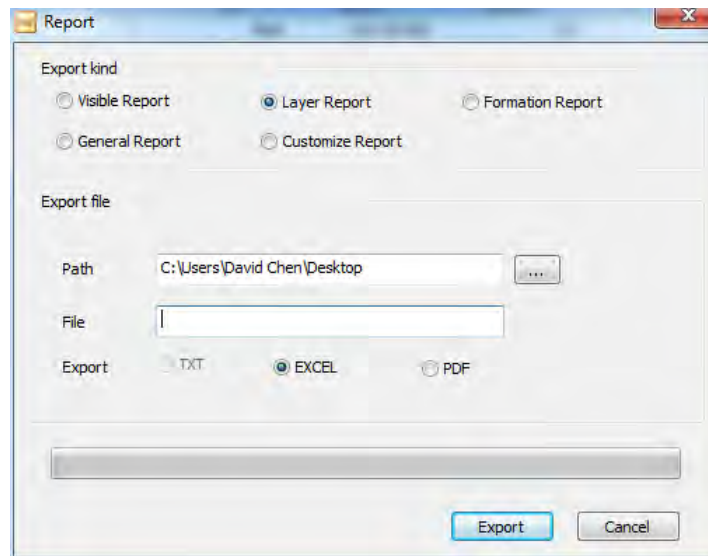 Report
Export kind
Visible Report Layer Report Formation Report
General Report Customize Report
Export file
Path C:\Users\David Chen\Desktop ...
File
Export TXT EXCEL PDF
Export Cancel